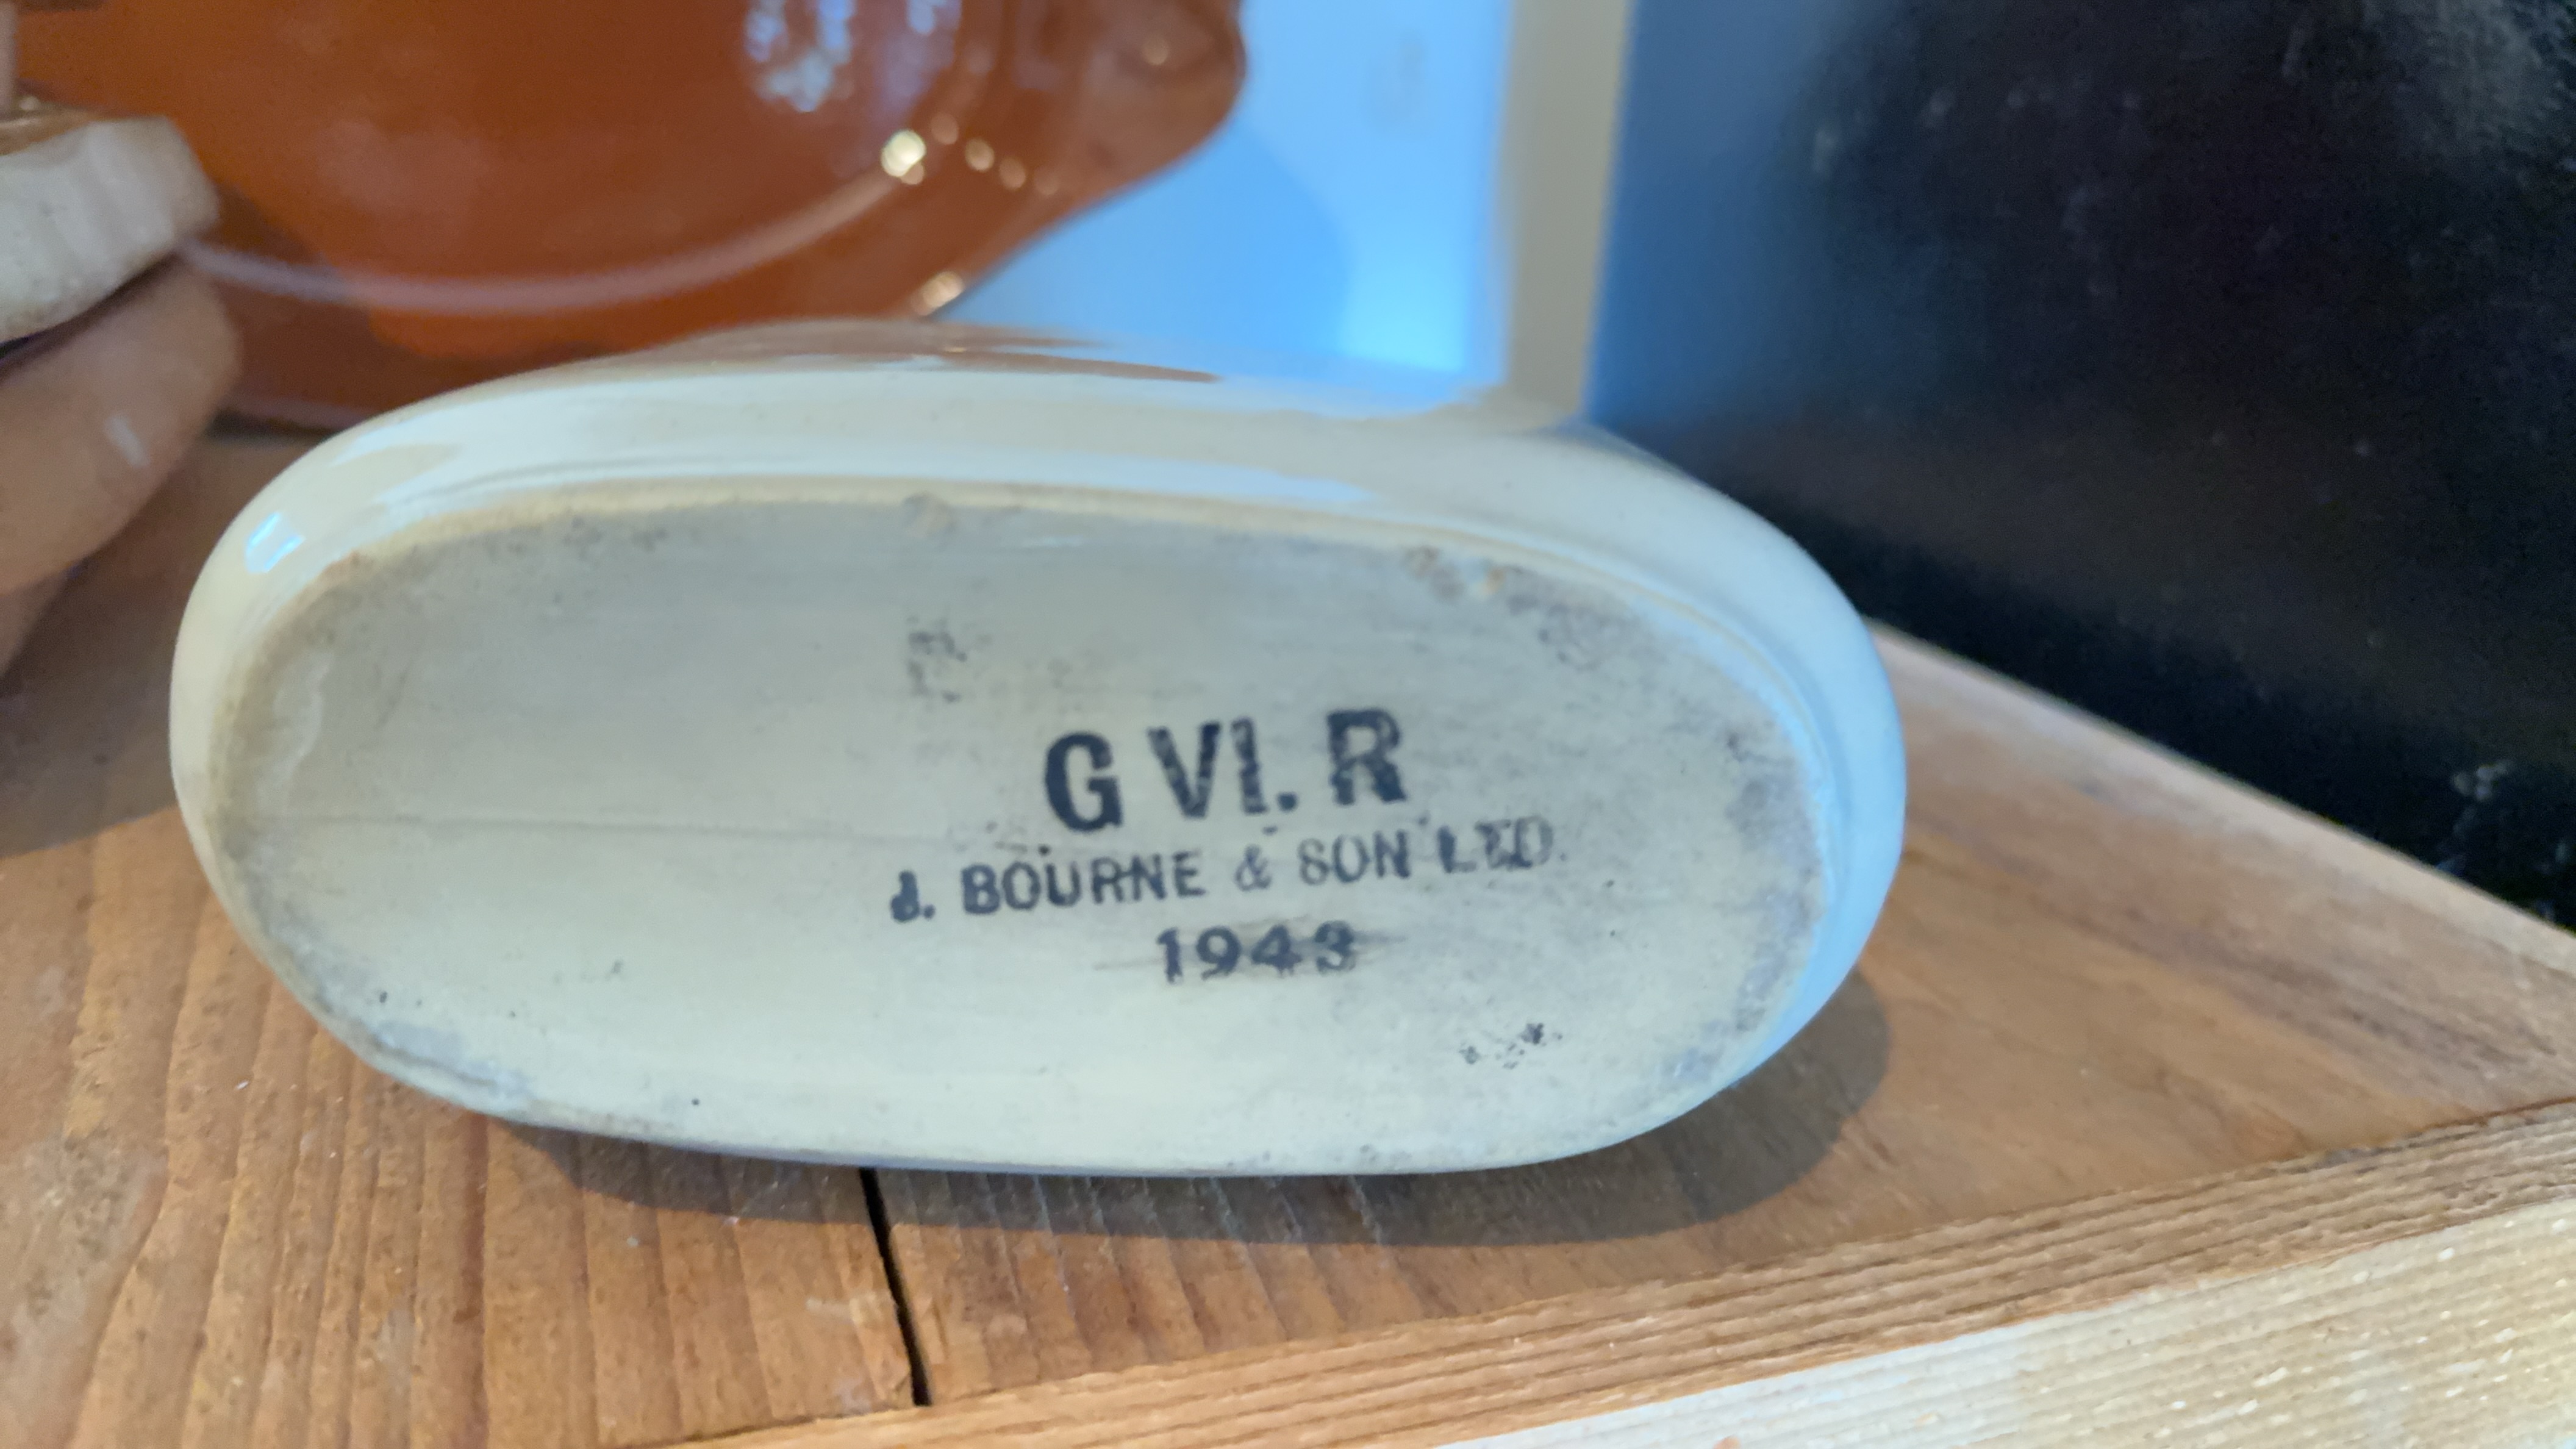 G VI. R
J. BOURNE & SON LTD.
1943